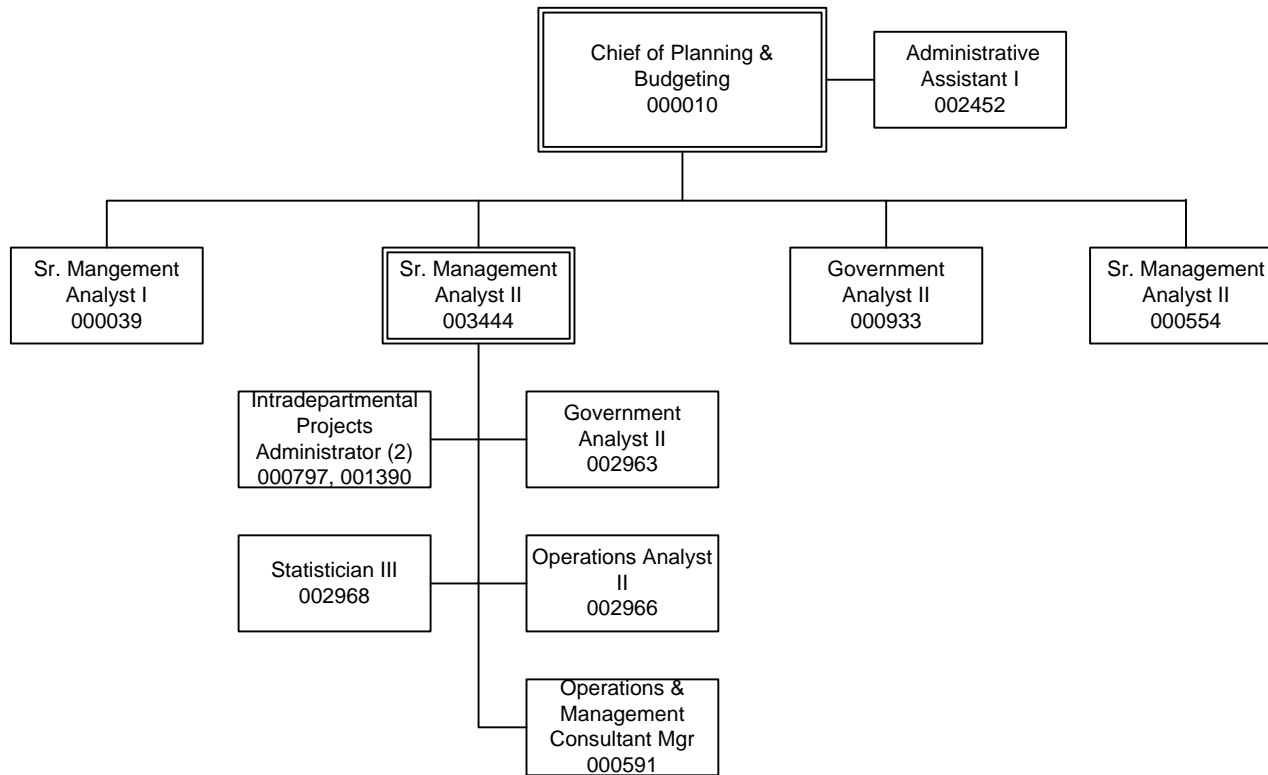 Chief of Planning &
Budgeting
000010
Administrative
Assistant I
002452
Sr. Mangement
Analyst I
000039
Sr. Management
Analyst II
003444
Government
Analyst II
000933
Sr. Management
Analyst II
000554
Intradepartmental
Projects
Administrator (2)
000797, 001390
Government
Analyst II
002963
Statistician III
002968
Operations Analyst
II
002966
Operations &
Management
Consultant Mgr
000591